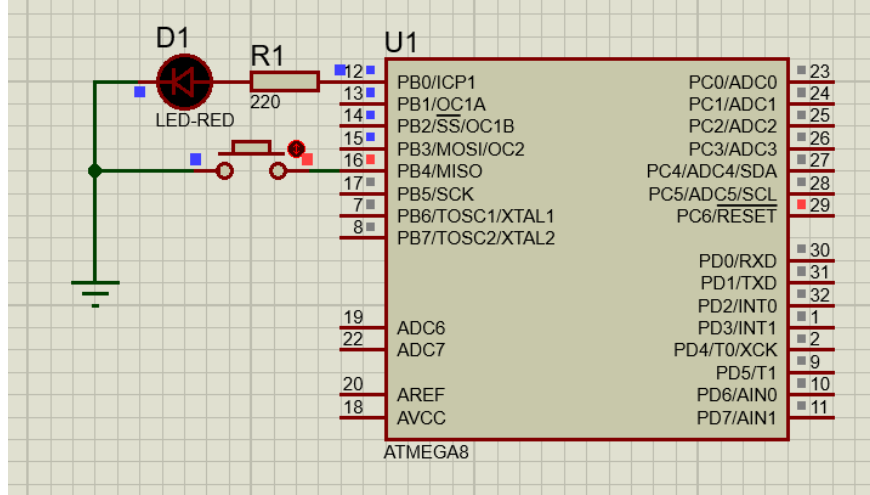 D1
LED-RED
R1
220
U1
12 PB0/ICP1
13 PB1/OC1A
14 PB2/SS/OC1B
15 PB3/MOSI/OC2
16 PB4/MISO
17 PB5/SCK
7 PB6/TOSC1/XTAL1
8 PB7/TOSC2/XTAL2
19 ADC6
22 ADC7
20 AREF
18 AVCC
PC0/ADC0 23
PC1/ADC1 24
PC2/ADC2 25
PC3/ADC3 26
PC4/ADC4/SDA 27
PC5/ADC5/SCL 28
PC6/RESET 29
PD0/RXD 30
PD1/TXD 31
PD2/INT0 32
PD3/INT1 1
PD4/T0/XCK 2
PD5/T1 9
PD6/AIN0 10
PD7/AIN1 11
ATMEGA8